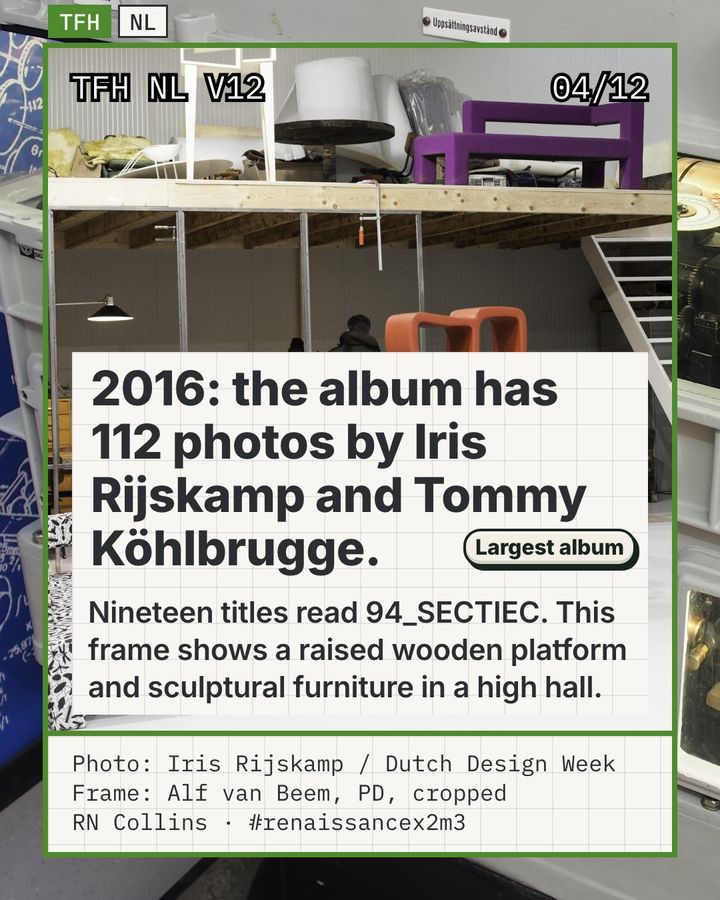 TFH NL
Uppsättningsavstånd
TFH NL V12
04/12
112
2016: the album has
112 photos by Iris
Rijskamp and Tommy
Köhlbrugge.
Largest album
Nineteen titles read 94_SECTIEC. This
frame shows a raised wooden platform
and sculptural furniture in a high hall.
Photo: Iris Rijskamp / Dutch Design Week
Frame: Alf van Beem, PD, cropped
RN Collins · #renaissancex2m3